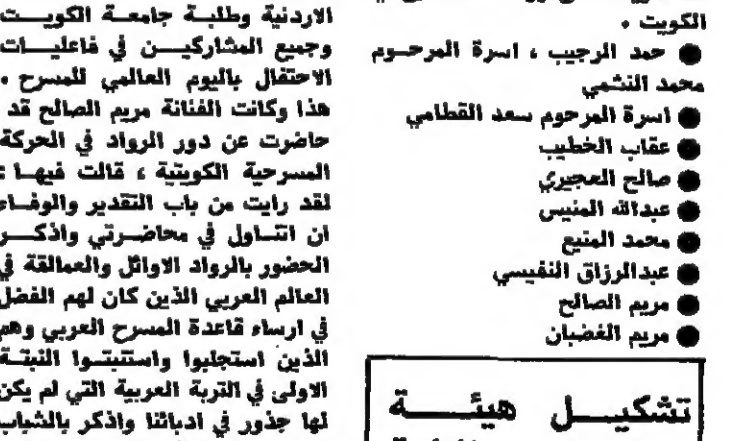 الكويت .
● حمد الرجيب ، اسرة المرحوم
محمد النشمي
● اسرة المرحوم سعد القطامي
● عقاب الخطيب
● صالح العجيري
● عبدالله المنيس
● محمد المنيع
● عبدالرزاق النفيسي
● مريم الصالح
● مريم الغضبان
تشكيل هيئة
الاردنية وطلبة جامعة الكويت
وجميع المشاركين في فاعليات
الاحتفال باليوم العالمي للمسرح .
هذا وكانت الفنانة مريم الصالح قد
حاضرت عن دور الرواد في الحركة
المسرحية الكويتية ، قالت فيها :
لقد رايت من باب التقدير والوفاء
ان اتناول في محاضرتي واذكر
الحضور بالرواد الاوائل والعمالقة في
العالم العربي الذين كان لهم الفضل
في ارساء قاعدة المسرح العربي وهم
الذين استجلبوا واستنبتوا النبتة
الاولى في التربة العربية التي لم يكن
لها جذور في ادبائنا واذكر بالشباب